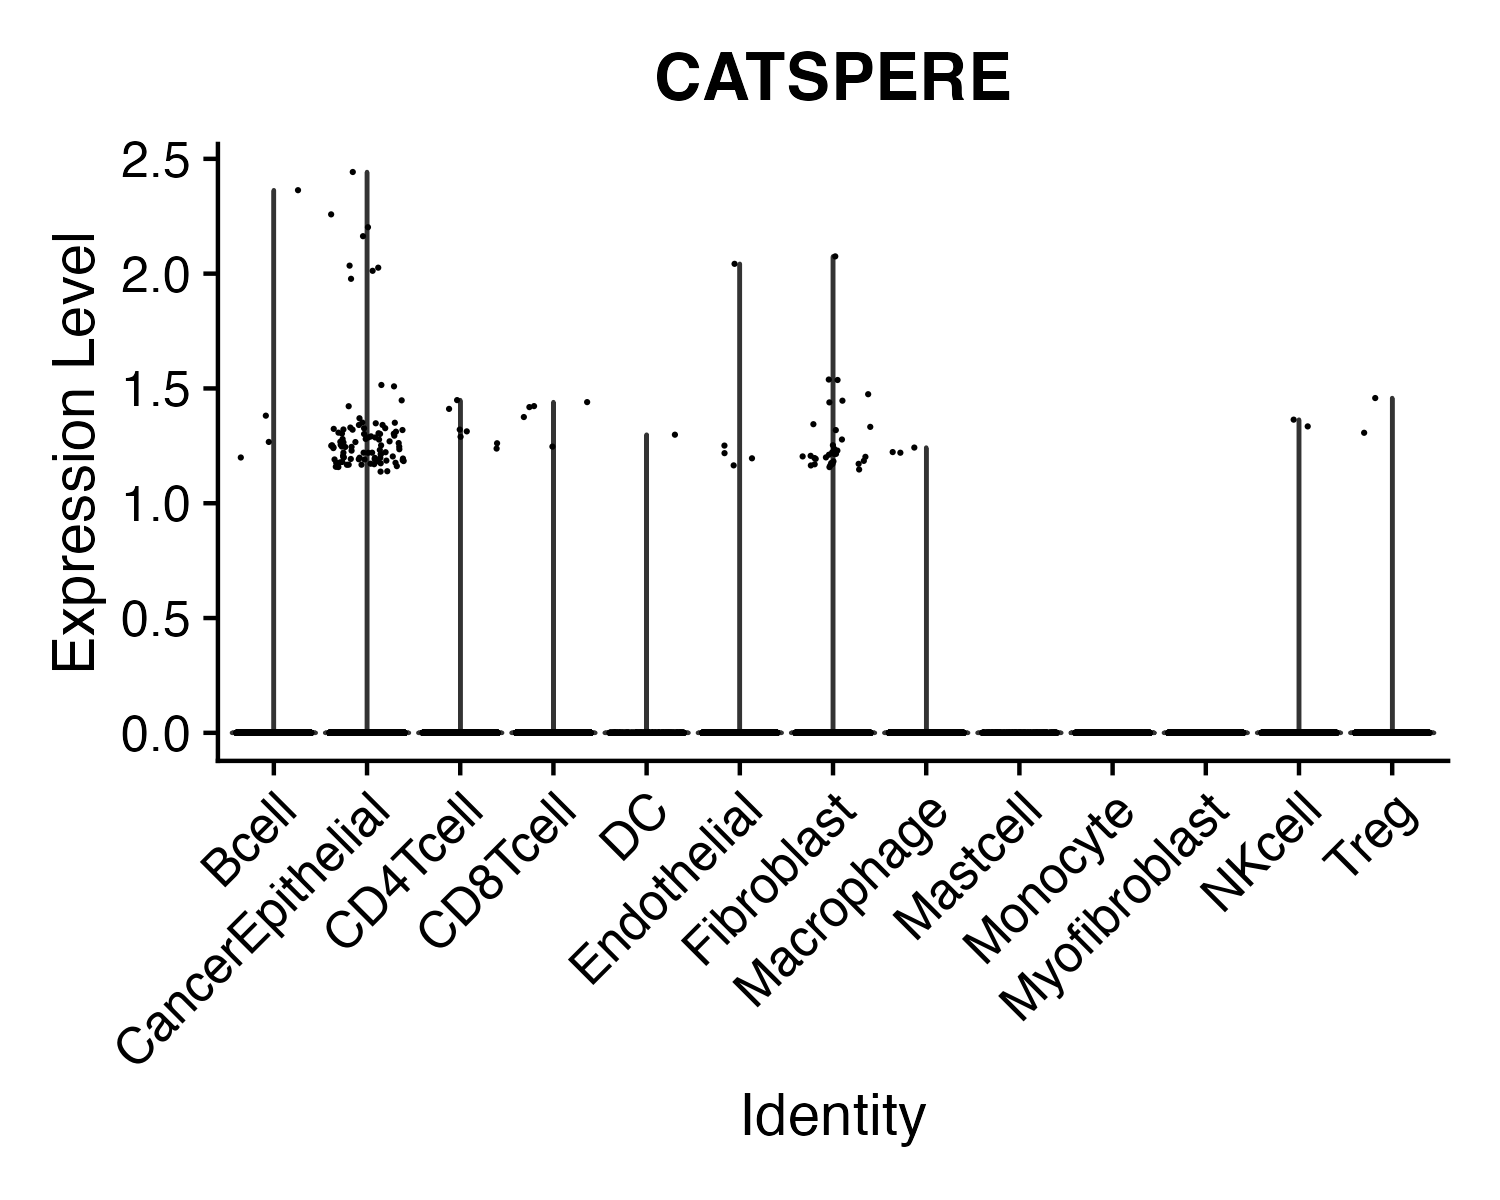 CATSPERE
Expression Level
2.5
2.0
1.5
1.0
0.5
0.0
Bcell
CancerEpithelial
CD4Tcell
CD8Tcell
DC
Endothelial
Fibroblast
Macrophage
Mastcell
Monocyte
Myofibroblast
NKcell
Treg
Identity